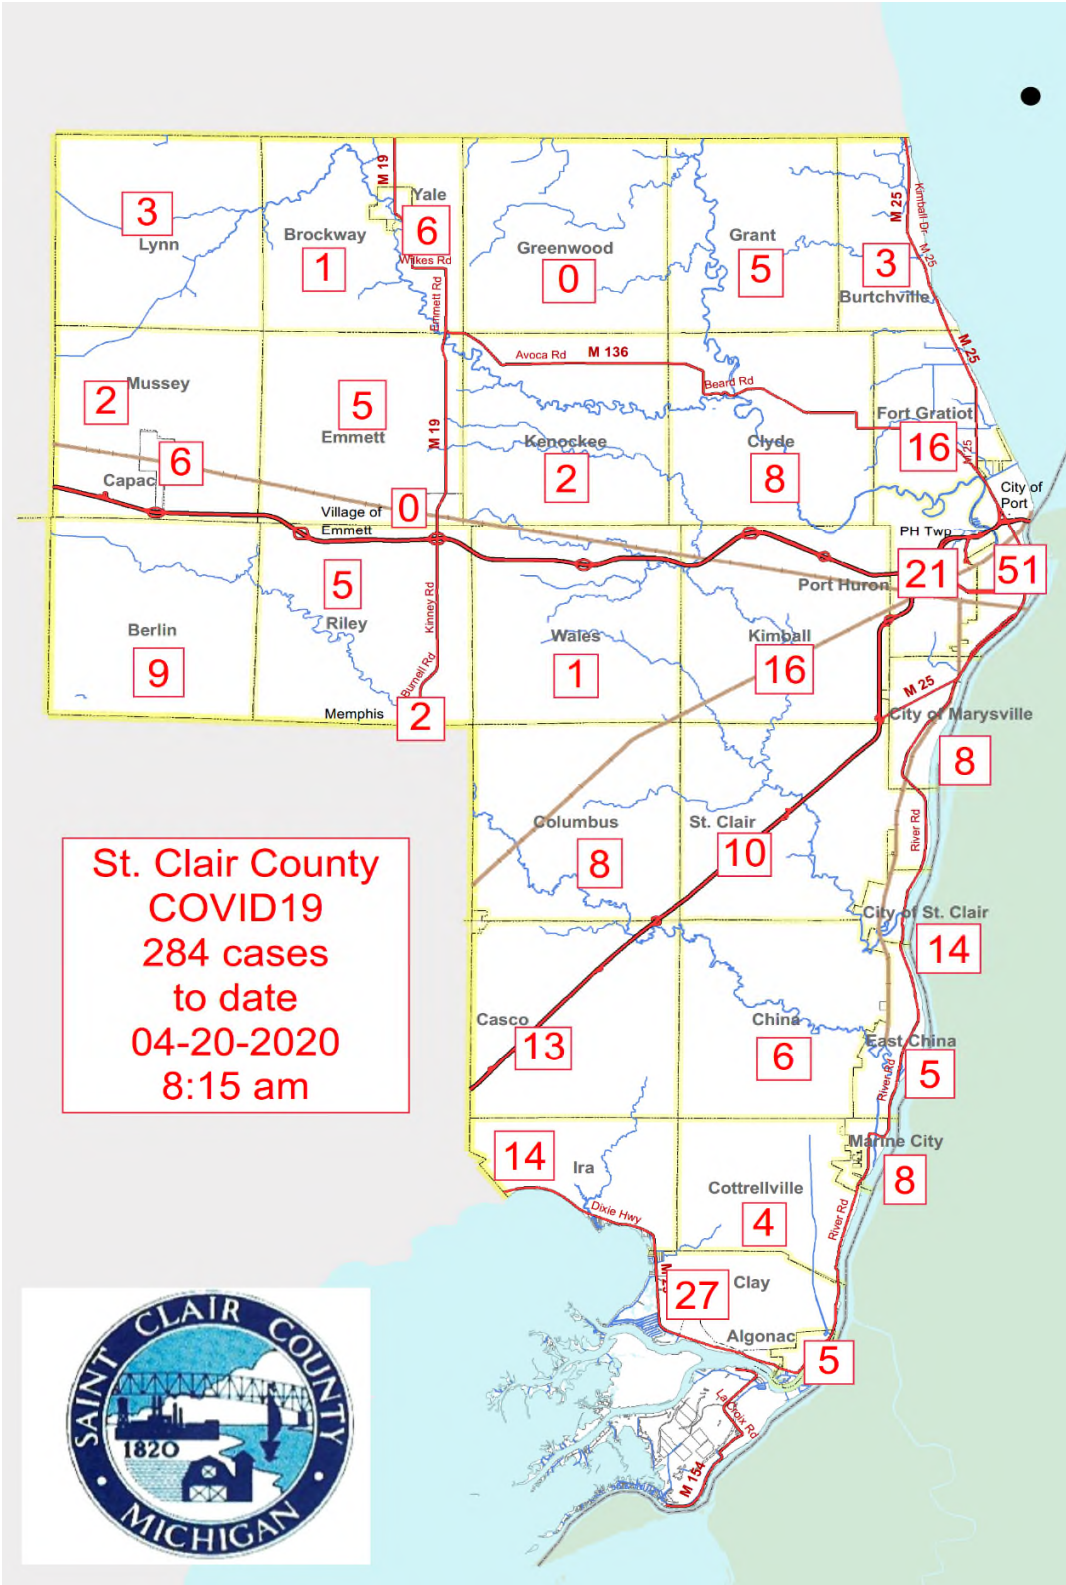 M 19
Yale
6
3
Lynn
Brockway
1
Wilkes Rd
Emmett Rd
Greenwood
0
Grant
5
M 25
Kimball Dr
M 25
3
Burtchville
Avoca Rd
M 136
Beard Rd
M 25
Mussey
2
5
Emmett
M 19
Kenockee
2
Clyde
8
Fort Gratiot
16
M 25
Capac
6
0
Village of
Emmett
City of
Port
PH Twp
Port Huron
21
51
5
Riley
Kinney Rd
Berlin
9
Burnell Rd
Memphis
2
Wales
1
Kimball
16
M 25
City of Marysville
8
River Rd
Columbus
8
St. Clair
10
City of St. Clair
14
St. Clair County
COVID19
284 cases
to date
04-20-2020
8:15 am
Casco
13
China
6
East China
5
River Rd
14
Ira
Dixie Hwy
Marine City
8
Cottrellville
4
River Rd
27
Clay
Algonac
5
La Croix Rd
M 154
SAINT CLAIR COUNTY
1820
MICHIGAN